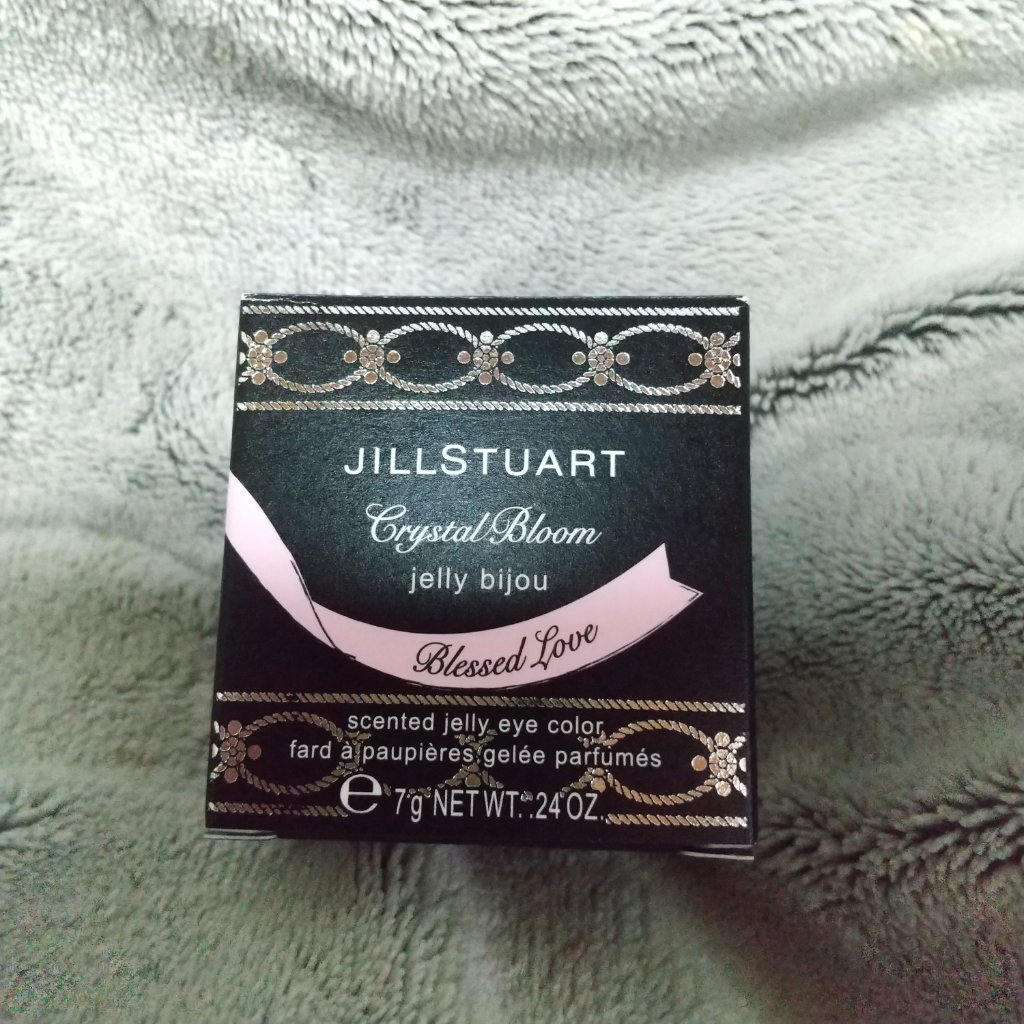 JILLSTUART
Crystal Bloom
jelly bijou
Blessed Love
scented jelly eye color
fard à paupières gelée parfumés
e 7g NET WT. .24 OZ.